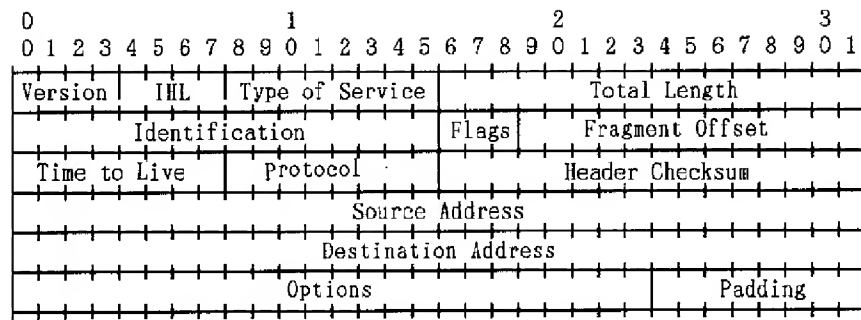 0 1 2 3
0 1 2 3 4 5 6 7 8 9 0 1 2 3 4 5 6 7 8 9 0 1 2 3 4 5 6 7 8 9 0 1
Version IHL Type of Service Total Length
Identification Flags Fragment Offset
Time to Live Protocol Header Checksum
Source Address
Destination Address
Options Padding